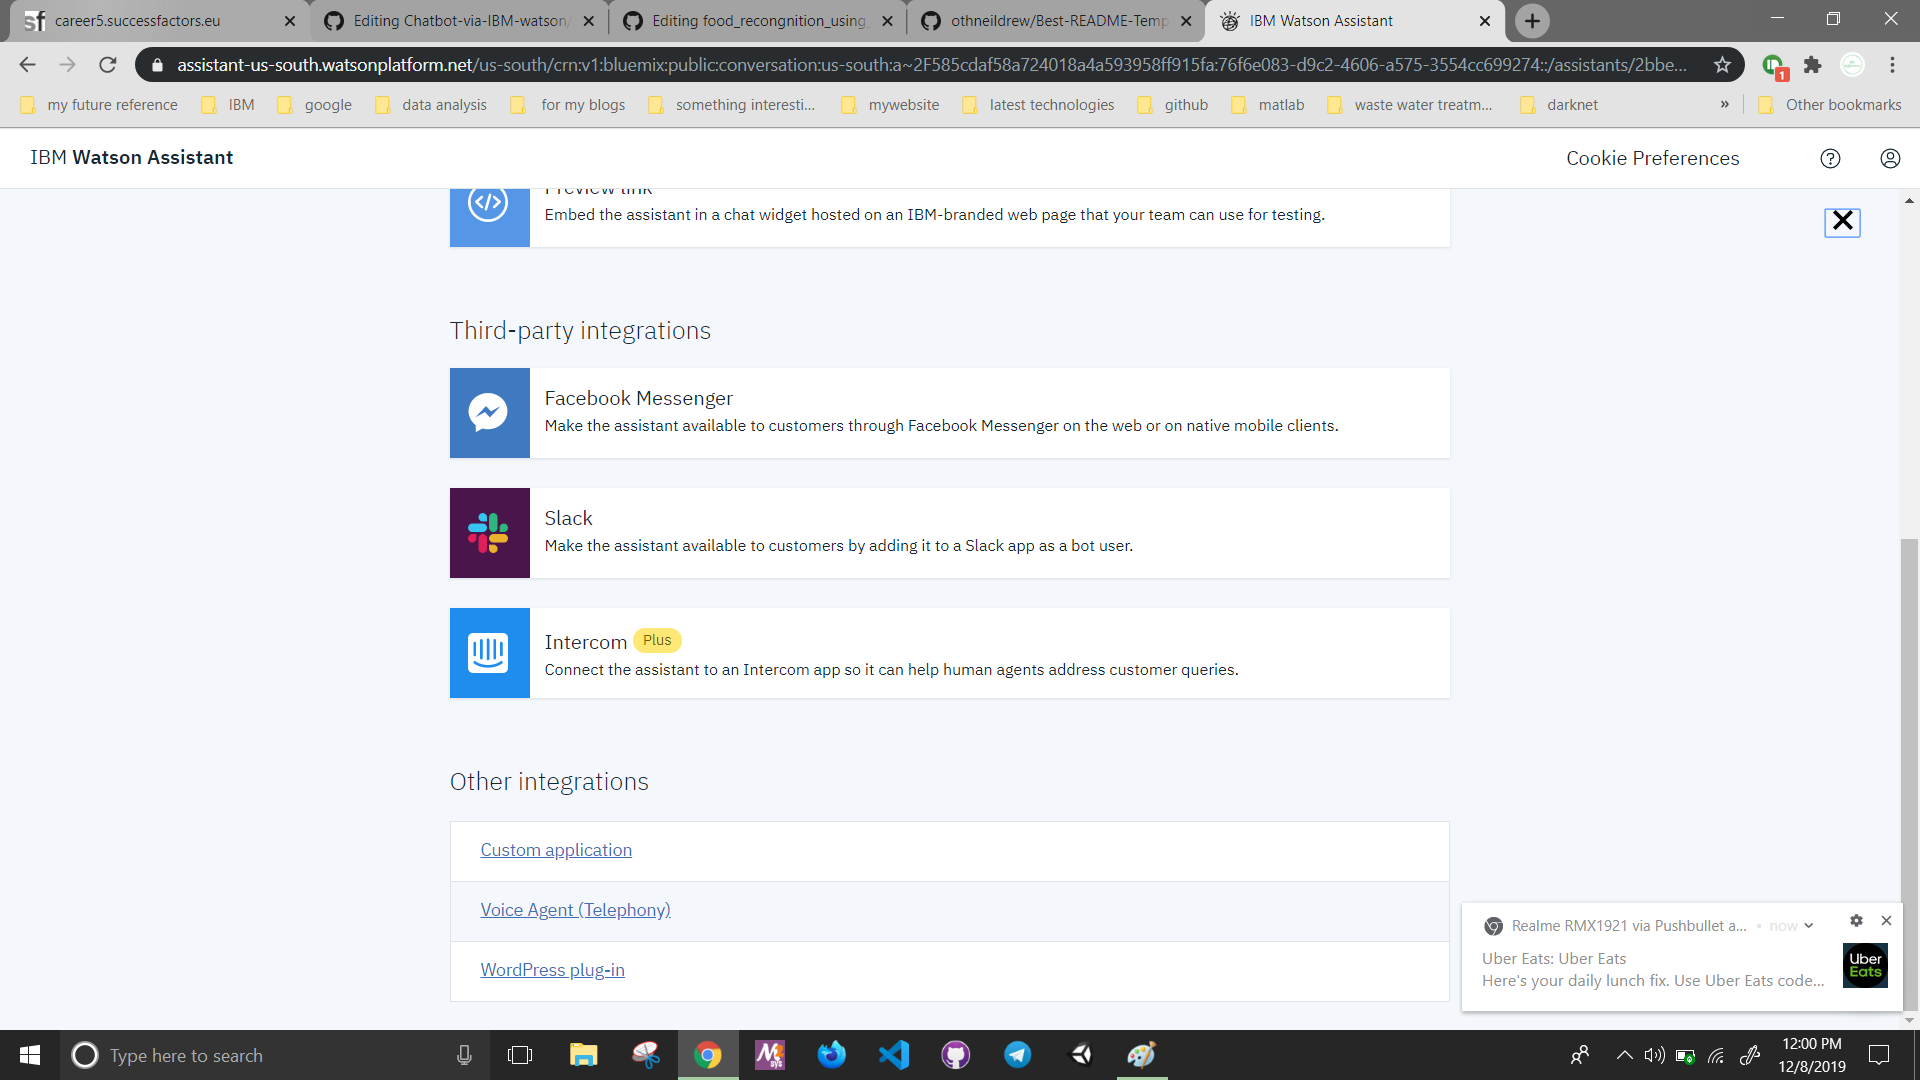 career5.successfactors.eu
Editing Chatbot-via-IBM-watson/
Editing food_recongnition_using_
othneildrew/Best-README-Temp
IBM Watson Assistant
assistant-us-south.watsonplatform.net/us-south/crn:v1:bluemix:public:conversation:us-south:a~2F585cdaf58a724018a4a593958ff915fa:76f6e083-d9c2-4606-a575-3554cc699274::/assistants/2bbe...
1
my future reference
IBM
google
data analysis
for my blogs
something interesti...
mywebsite
latest technologies
github
matlab
waste water treatm...
darknet
»
Other bookmarks
IBM Watson Assistant
Cookie Preferences
Preview link
Embed the assistant in a chat widget hosted on an IBM-branded web page that your team can use for testing.
Third-party integrations
Facebook Messenger
Make the assistant available to customers through Facebook Messenger on the web or on native mobile clients.
Slack
Make the assistant available to customers by adding it to a Slack app as a bot user.
Intercom Plus
Connect the assistant to an Intercom app so it can help human agents address customer queries.
Other integrations
Custom application
Voice Agent (Telephony)
WordPress plug-in
Realme RMX1921 via Pushbullet a... • now
Uber Eats: Uber Eats
Here's your daily lunch fix. Use Uber Eats code...
Uber
Eats
Type here to search
12:00 PM
12/8/2019